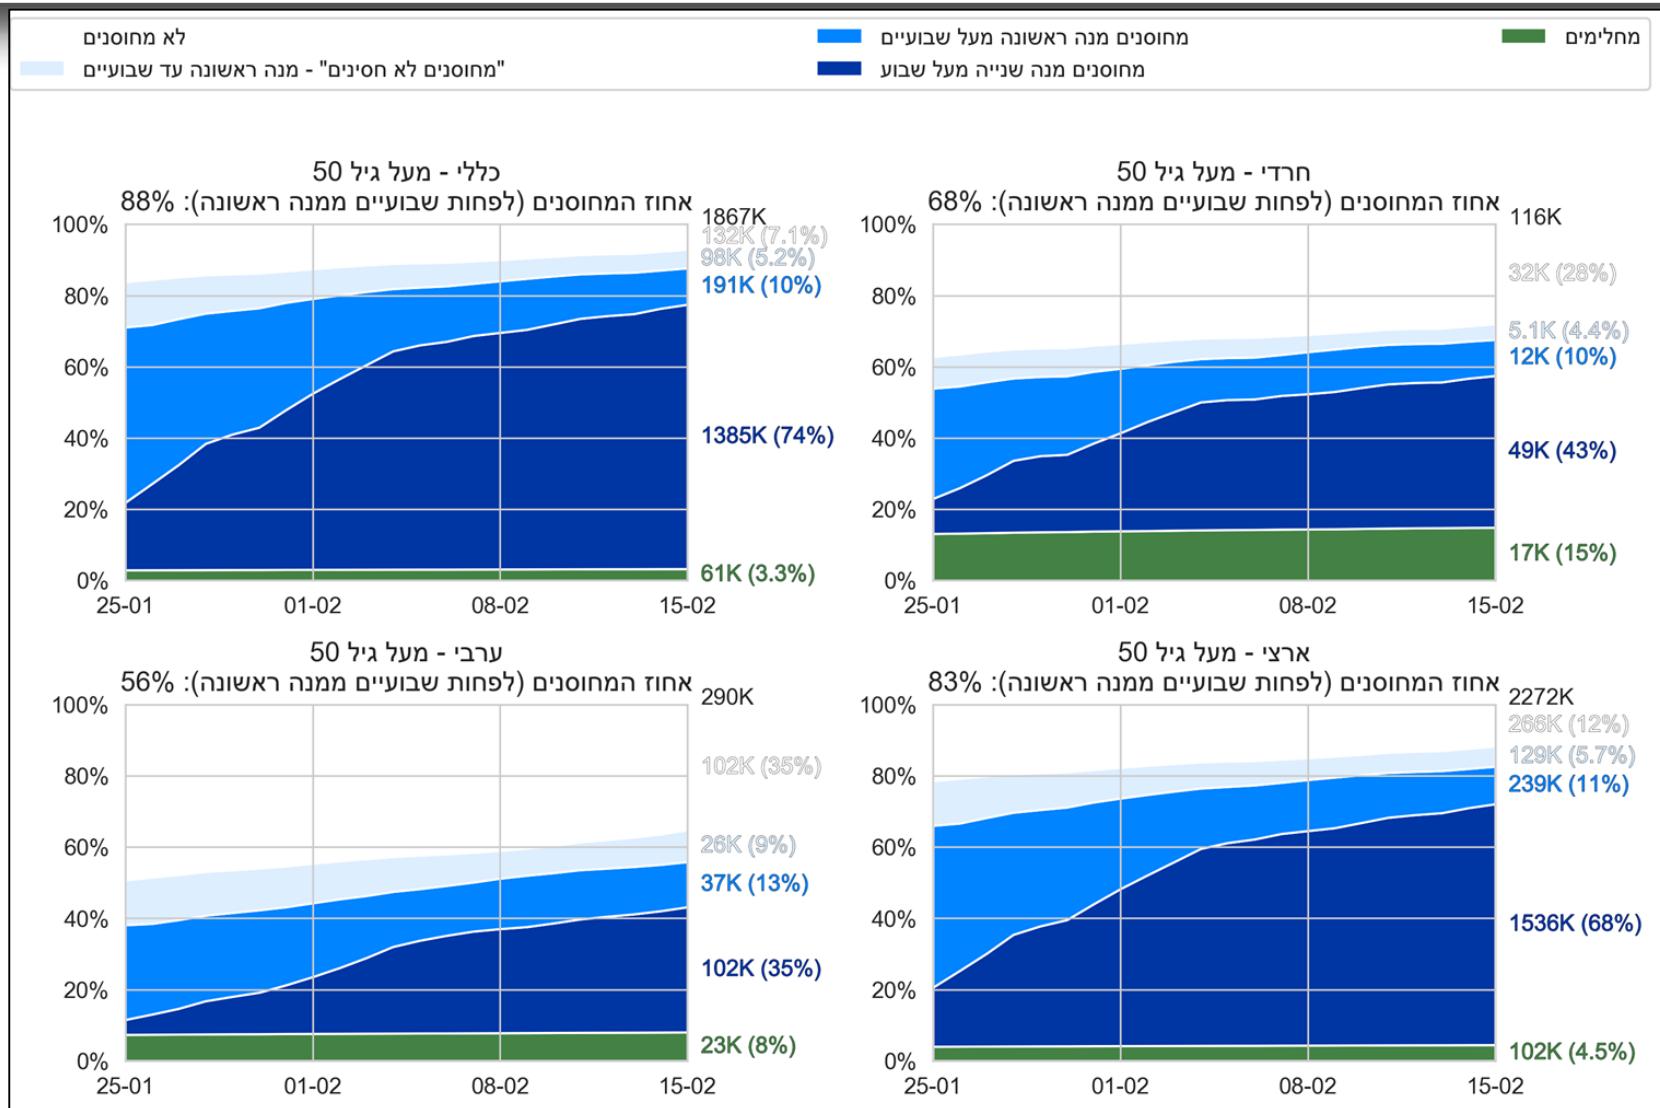 מחלימים
מחוסנים מנה ראשונה מעל שבועיים
מחוסנים מנה שנייה מעל שבוע
לא מחוסנים
"מחוסנים לא חסינים" - מנה ראשונה עד שבועיים
חרדי - מעל גיל 50
אחוז המחוסנים (לפחות שבועיים ממנה ראשונה): 68%
116K
32K (28%)
5.1K (4.4%)
12K (10%)
49K (43%)
17K (15%)
100%
80%
60%
40%
20%
0%
25-01
01-02
08-02
15-02
כללי - מעל גיל 50
אחוז המחוסנים (לפחות שבועיים ממנה ראשונה): 88%
1867K
132K (7.1%)
98K (5.2%)
191K (10%)
1385K (74%)
61K (3.3%)
100%
80%
60%
40%
20%
0%
25-01
01-02
08-02
15-02
ארצי - מעל גיל 50
אחוז המחוסנים (לפחות שבועיים ממנה ראשונה): 83%
2272K
266K (12%)
129K (5.7%)
239K (11%)
1536K (68%)
102K (4.5%)
100%
80%
60%
40%
20%
0%
25-01
01-02
08-02
15-02
ערבי - מעל גיל 50
אחוז המחוסנים (לפחות שבועיים ממנה ראשונה): 56%
290K
102K (35%)
26K (9%)
37K (13%)
102K (35%)
23K (8%)
100%
80%
60%
40%
20%
0%
25-01
01-02
08-02
15-02